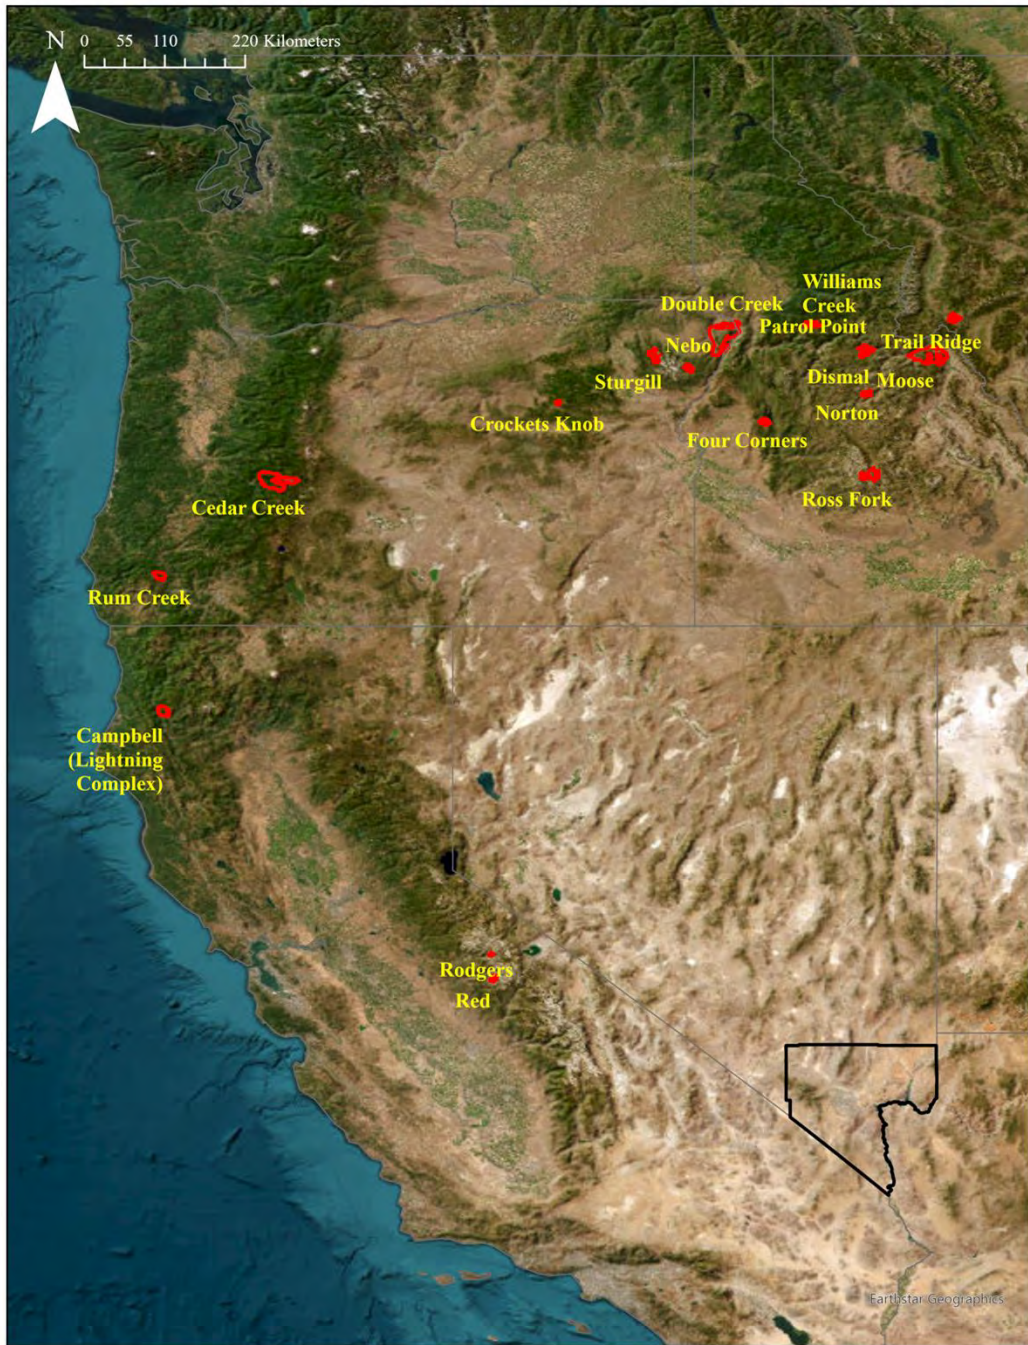 N 0 55 110 220 Kilometers
Williams
Creek
Double Creek
Patrol Point
Nebo
Trail Ridge
Sturgill
Dismal
Moose
Crockets Knob
Norton
Four Corners
Ross Fork
Cedar Creek
Rum Creek
Campbell
(Lightning
Complex)
Rodgers
Red
Earthstar Geographics